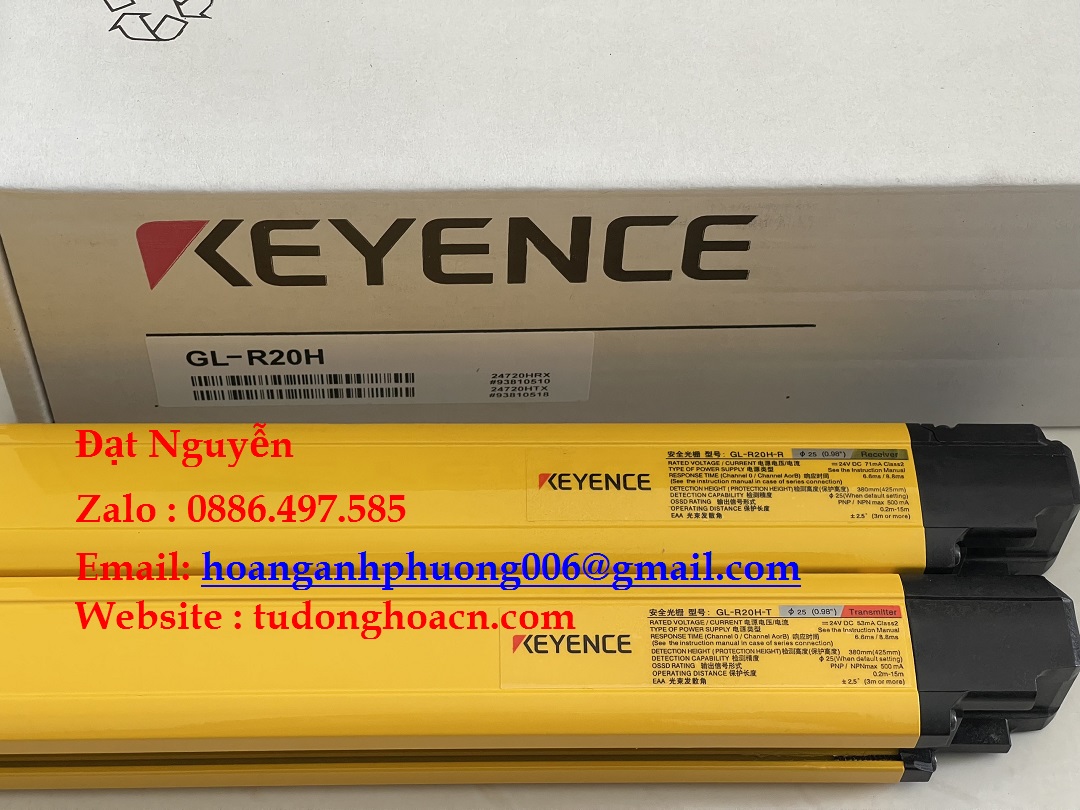 KEYENCE
GL-R20H
24720HRX
#93810510
24720HTX
#93810518
Đạt Nguyễn
Zalo : 0886.497.585
Email: hoanganhphuong006@gmail.com
Website : tudonghoacn.com
KEYENCE
安全光栅 型号: GL-R20H-R ϕ 25 (0.98") Receiver
RATED VOLTAGE / CURRENT 电源电压/电流 ⎓ 24V DC 71mA Class2
TYPE OF POWER SUPPLY 电源类型 See the Instruction Manual
RESPONSE TIME (Channel 0 / Channel AorB) 响应时间 6.6ms / 8.8ms
(See the instruction manual in case of series connection)
DETECTION HEIGHT ( PROTECTION HEIGHT) 检测高度(保护高度) 380mm(425mm)
DETECTION CAPABILITY 检测精度 ϕ 25(When default setting)
OSSD RATING 输出信号形式 PNP / NPN max 500 mA
OPERATING DISTANCE 保护长度 0.2m-15m
EAA 光束发散角 ± 2.5° (3m or more)
KEYENCE
安全光栅 型号: GL-R20H-T ϕ 25 (0.98") Transmitter
RATED VOLTAGE / CURRENT 电源电压/电流 ⎓ 24V DC 53mA Class2
TYPE OF POWER SUPPLY 电源类型 See the Instruction Manual
RESPONSE TIME (Channel 0 / Channel AorB) 响应时间 6.6ms / 8.8ms
(See the instruction manual in case of series connection)
DETECTION HEIGHT ( PROTECTION HEIGHT) 检测高度(保护高度) 380mm(425mm)
DETECTION CAPABILITY 检测精度 ϕ 25(When default setting)
OSSD RATING 输出信号形式 PNP / NPNmax 500 mA
OPERATING DISTANCE 保护长度 0.2m-15m
EAA 光束发散角 ± 2.5° (3m or more)